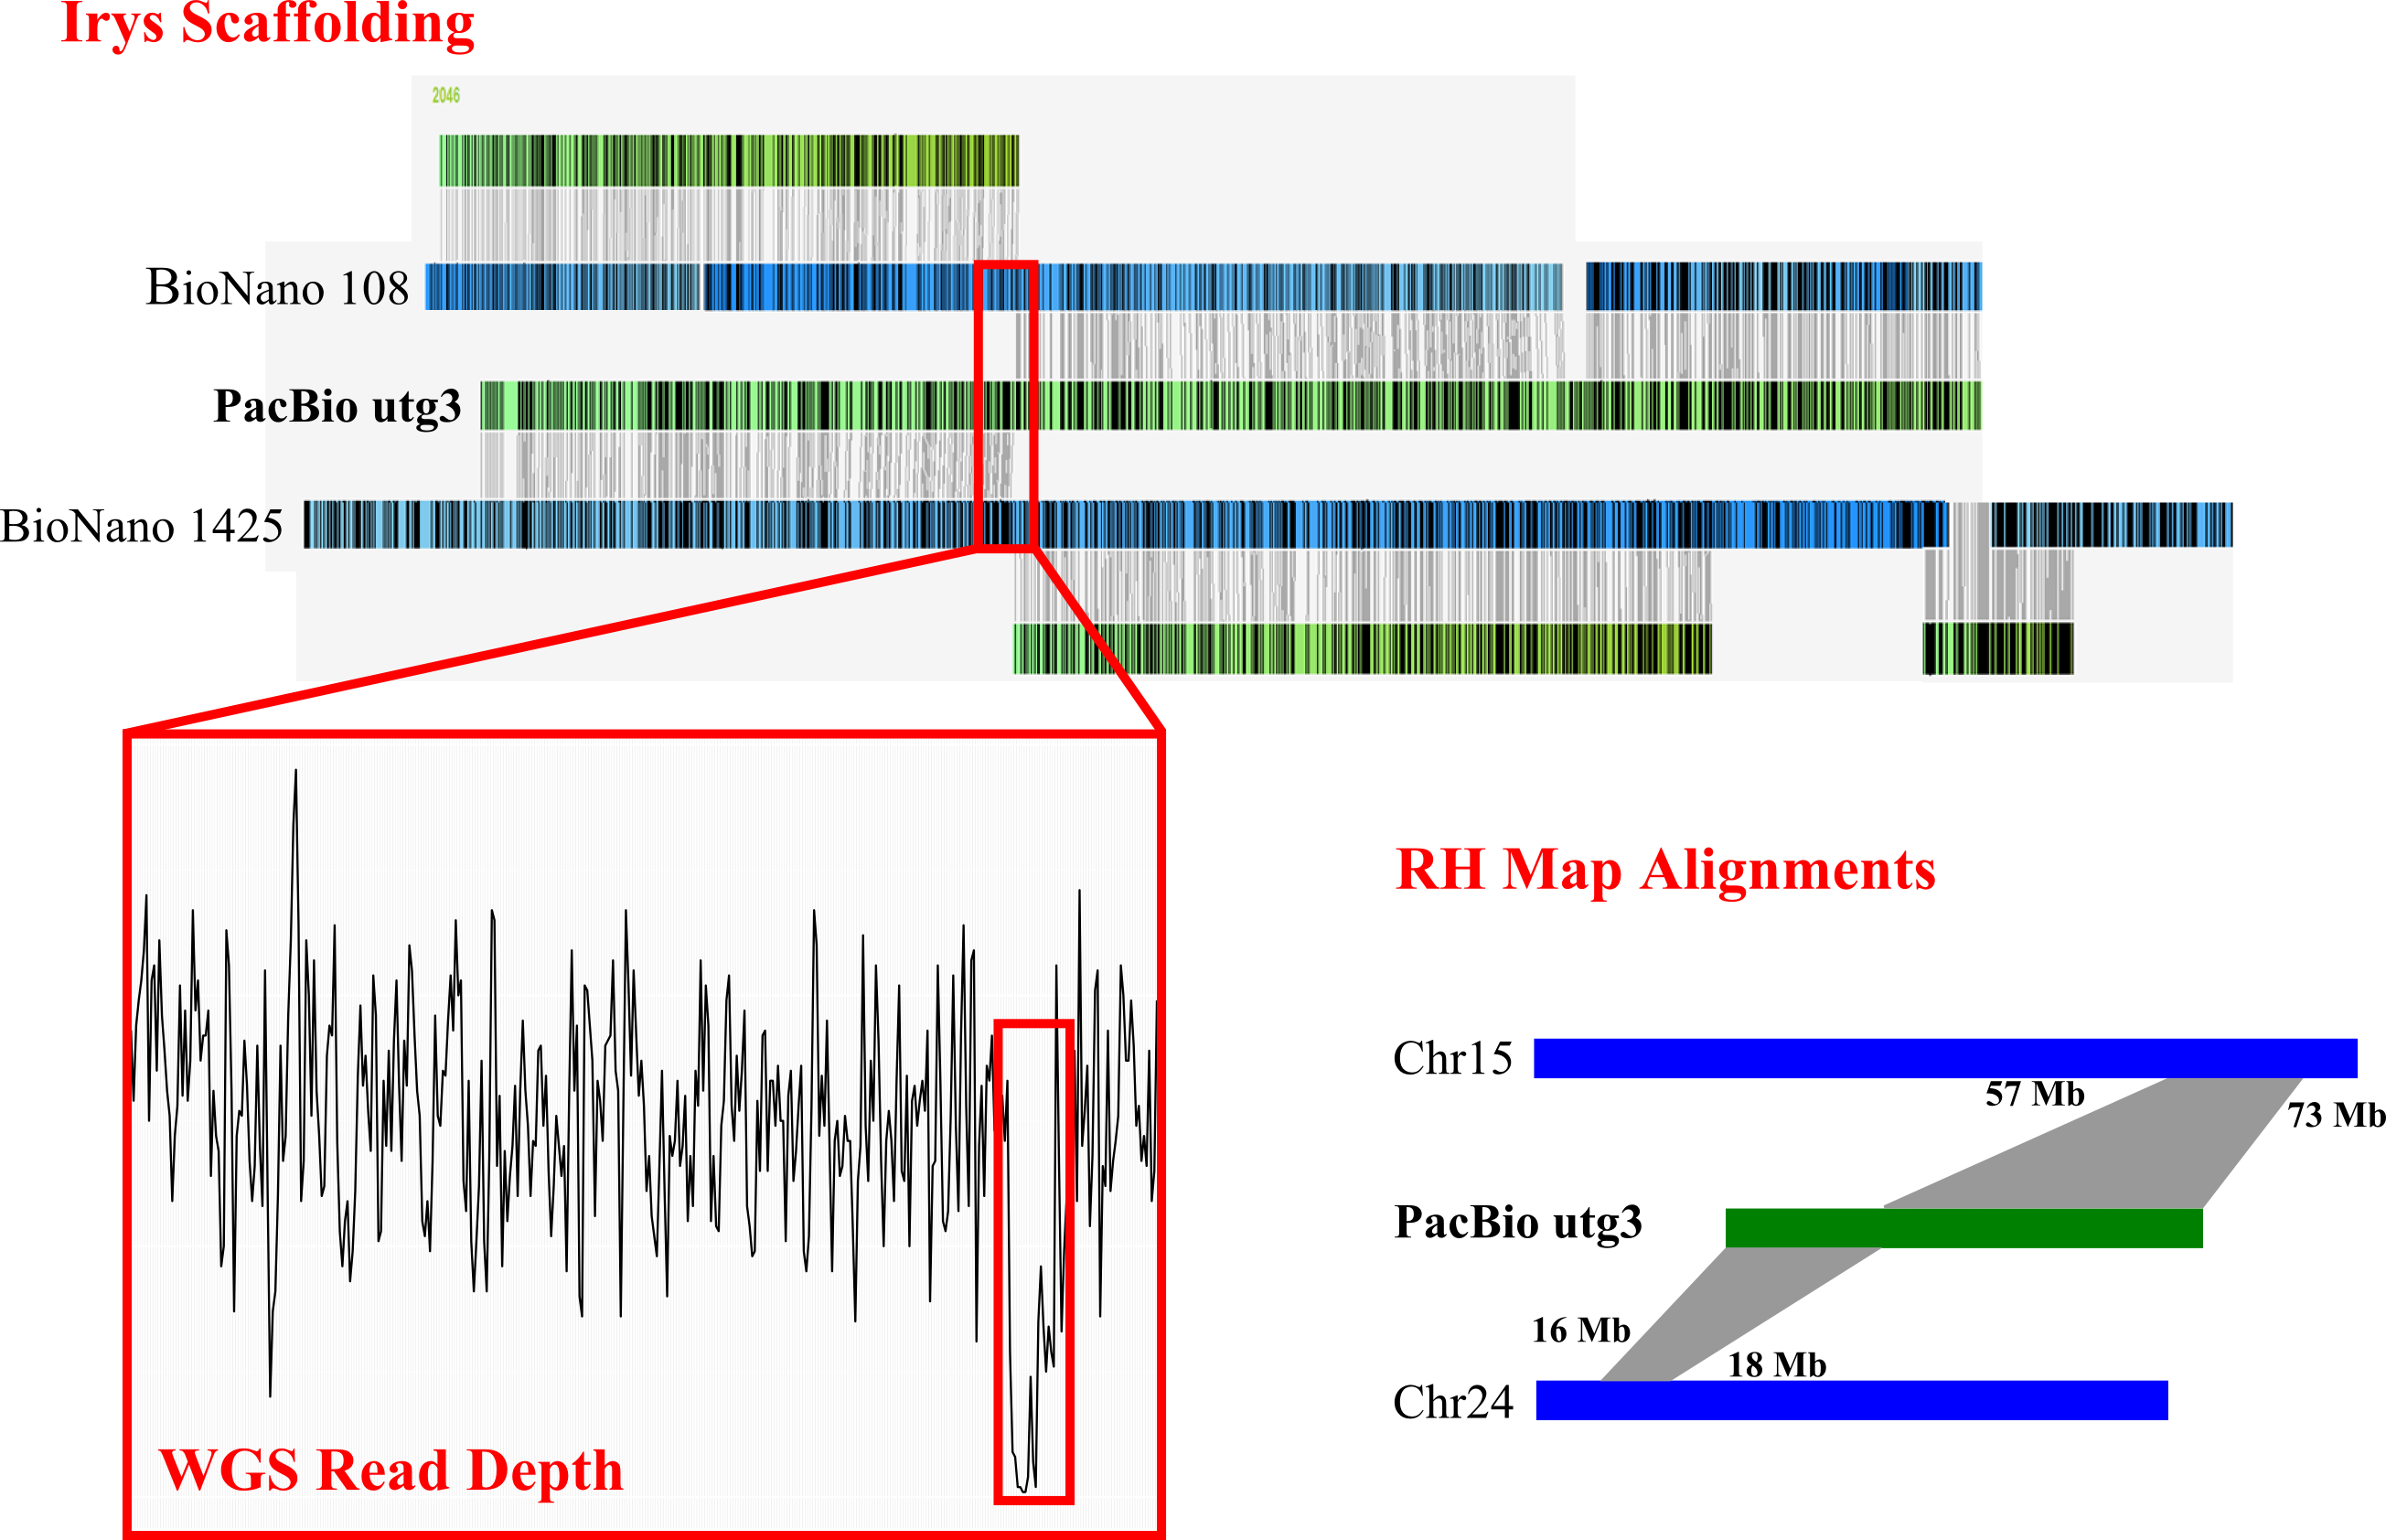 Irys Scaffolding
2046
BioNano 108
PacBio utg3
BioNano 1425
WGS Read Depth
RH Map Alignments
Chr15
57 Mb
73 Mb
PacBio utg3
16 Mb
18 Mb
Chr24